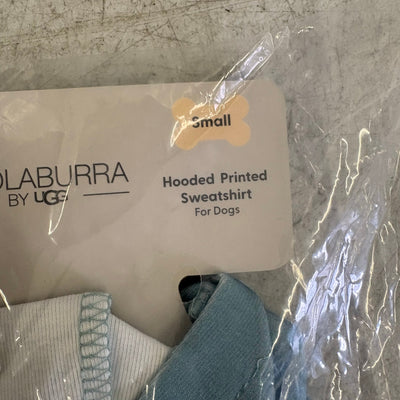 Small
OLABURRA
BY UGG
Hooded Printed
Sweatshirt
For Dogs